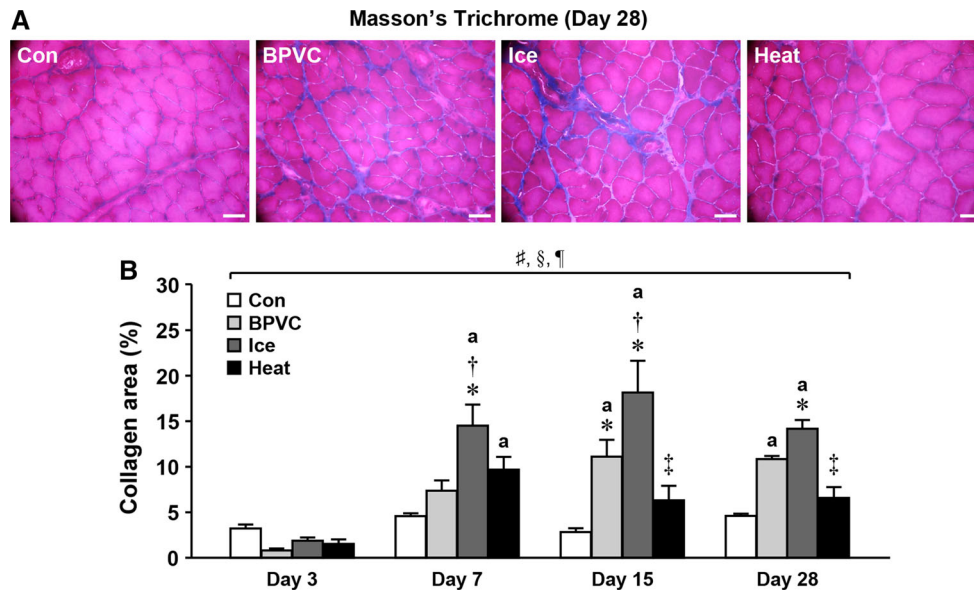 A
Masson's Trichrome (Day 28)
Con
BPVC
Ice
Heat
B
♯, §, ¶
30
25
20
15
10
5
0
Collagen area (%)
Con
BPVC
Ice
Heat
a
†
*
a
a
*
a
†
*
‡
a
a
*
‡
Day 3
Day 7
Day 15
Day 28